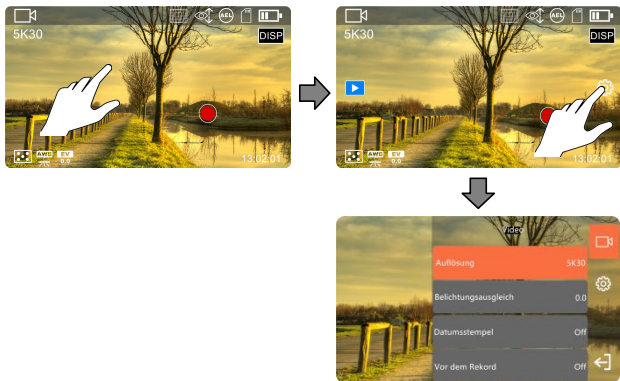 AEL
5K30
DISP
AWB
EV
0.0
13:02:01
AEL
5K30
DISP
AWB
EV
0.0
13:02:01
Video
Auflösung 5K30
Belichtungsausgleich 0.0
Datumsstempel Off
Vor dem Rekord Off